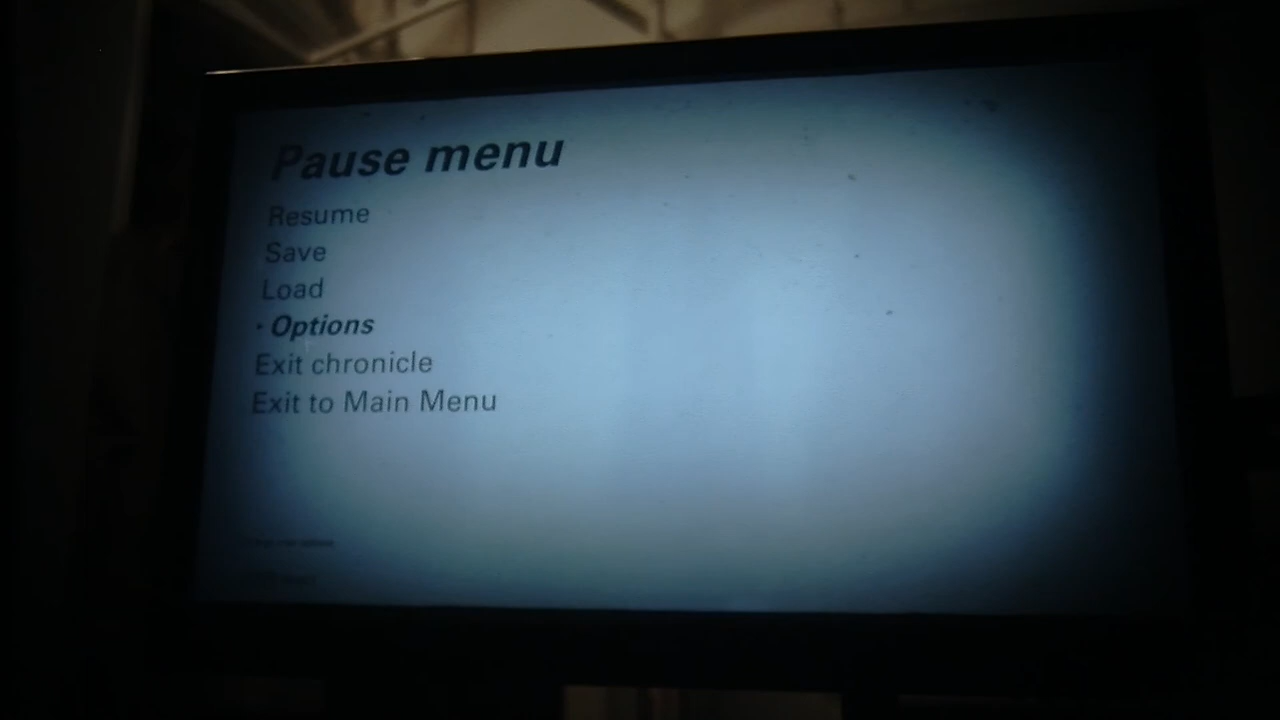 Pause menu
Resume
Save
Load
· Options
Exit chronicle
Exit to Main Menu